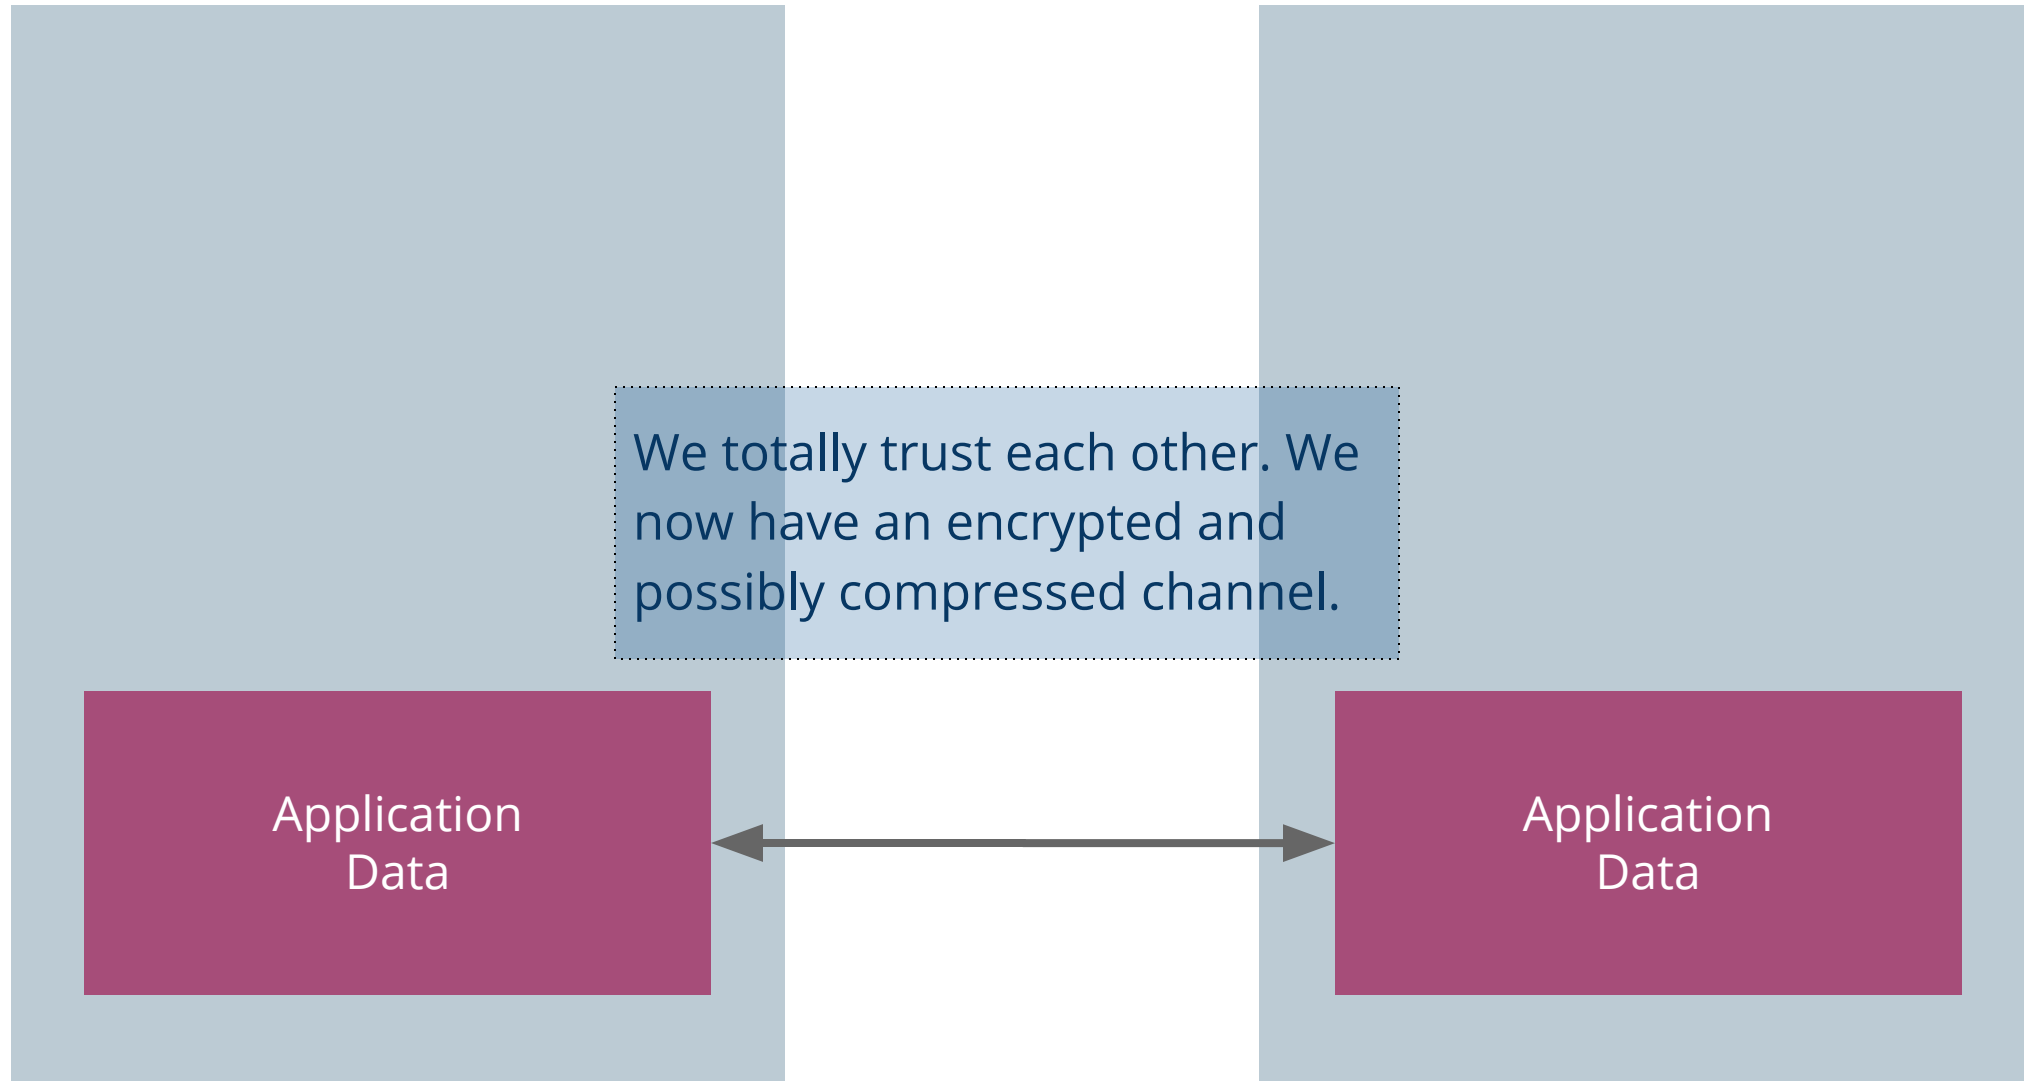 We totally trust each other. We
now have an encrypted and
possibly compressed channel.
Application
Data
Application
Data